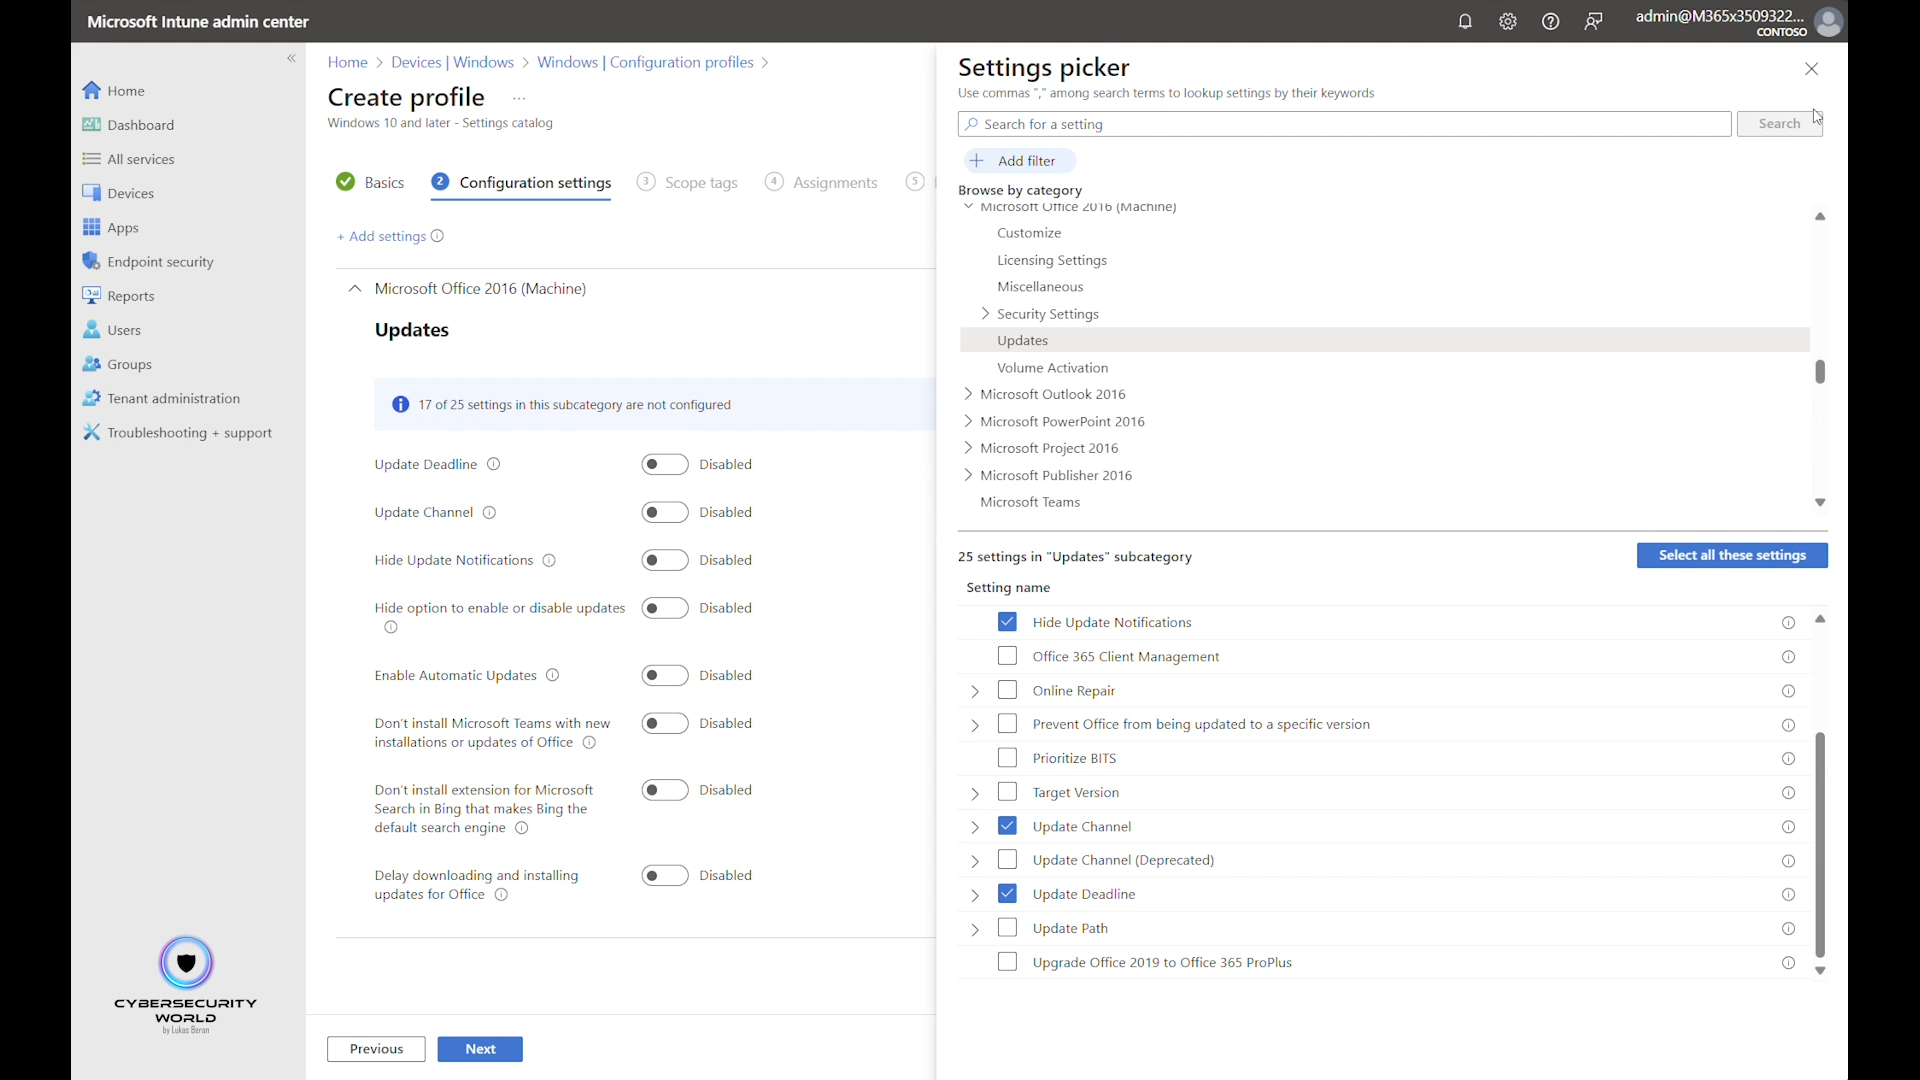 Microsoft Intune admin center
admin@M365x3509322...
CONTOSO
Home
Dashboard
All services
Devices
Apps
Endpoint security
Reports
Users
Groups
Tenant administration
Troubleshooting + support
CYBERSECURITY
WORLD
by Lukas Beran
Home > Devices | Windows > Windows | Configuration profiles >
Create profile ...
Windows 10 and later - Settings catalog
Basics
2 Configuration settings
3 Scope tags
4 Assignments
5
+ Add settings
Microsoft Office 2016 (Machine)
Updates
17 of 25 settings in this subcategory are not configured
Update Deadline Disabled
Update Channel Disabled
Hide Update Notifications Disabled
Hide option to enable or disable updates Disabled
Enable Automatic Updates Disabled
Don't install Microsoft Teams with new Disabled
installations or updates of Office
Don't install extension for Microsoft Disabled
Search in Bing that makes Bing the
default search engine
Delay downloading and installing Disabled
updates for Office
Previous
Next
Settings picker
Use commas "," among search terms to lookup settings by their keywords
Search for a setting
Search
Add filter
Browse by category
Microsoft Office 2016 (Machine)
Customize
Licensing Settings
Miscellaneous
Security Settings
Updates
Volume Activation
Microsoft Outlook 2016
Microsoft PowerPoint 2016
Microsoft Project 2016
Microsoft Publisher 2016
Microsoft Teams
25 settings in "Updates" subcategory
Select all these settings
Setting name
Hide Update Notifications
Office 365 Client Management
Online Repair
Prevent Office from being updated to a specific version
Prioritize BITS
Target Version
Update Channel
Update Channel (Deprecated)
Update Deadline
Update Path
Upgrade Office 2019 to Office 365 ProPlus